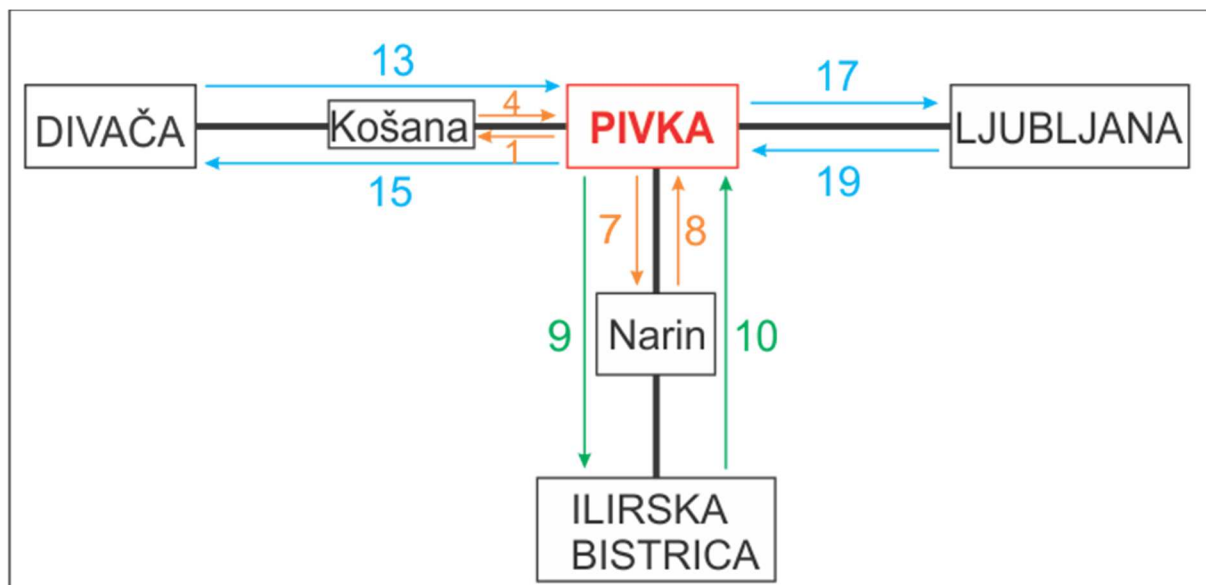 13
17
4
DIVAČA
Košana
PIVKA
LJUBLJANA
1
15
19
7
8
9
Narin
10
ILIRSKA
BISTRICA